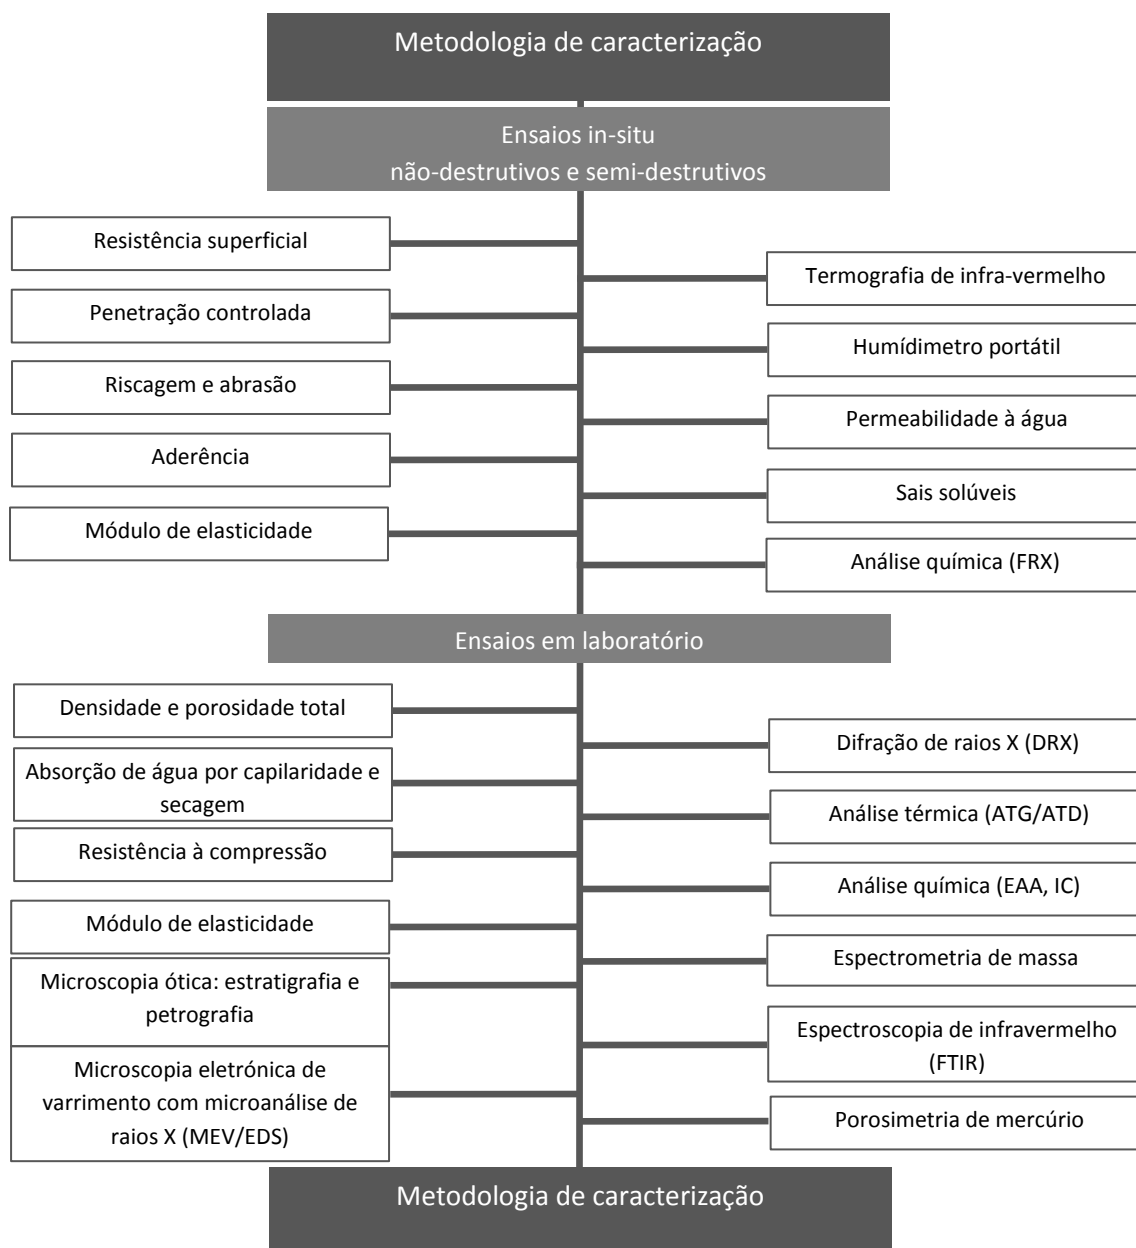 Metodologia de caracterização
Ensaios in-situ
não-destrutivos e semi-destrutivos
Resistência superficial
Termografia de infra-vermelho
Penetração controlada
Humídimetro portátil
Riscagem e abrasão
Permeabilidade à água
Aderência
Sais solúveis
Módulo de elasticidade
Análise química (FRX)
Ensaios em laboratório
Densidade e porosidade total
Difração de raios X (DRX)
Absorção de água por capilaridade e
secagem
Análise térmica (ATG/ATD)
Resistência à compressão
Análise química (EAA, IC)
Módulo de elasticidade
Espectrometria de massa
Microscopia ótica: estratigrafia e
petrografia
Espectroscopia de infravermelho
(FTIR)
Microscopia eletrónica de
varrimento com microanálise de
raios X (MEV/EDS)
Porosimetria de mercúrio
Metodologia de caracterização